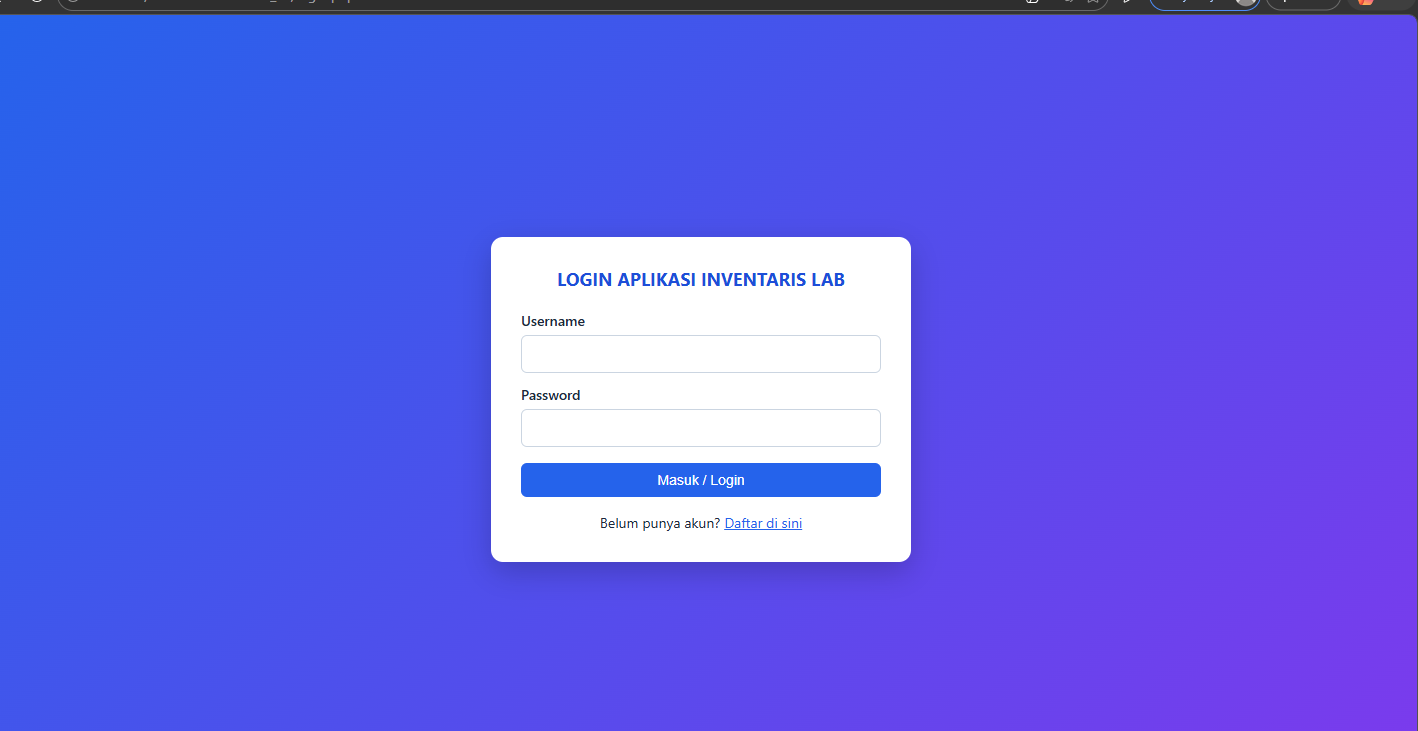 LOGIN APLIKASI INVENTARIS LAB
Username
Password
Masuk / Login
Belum punya akun? Daftar di sini